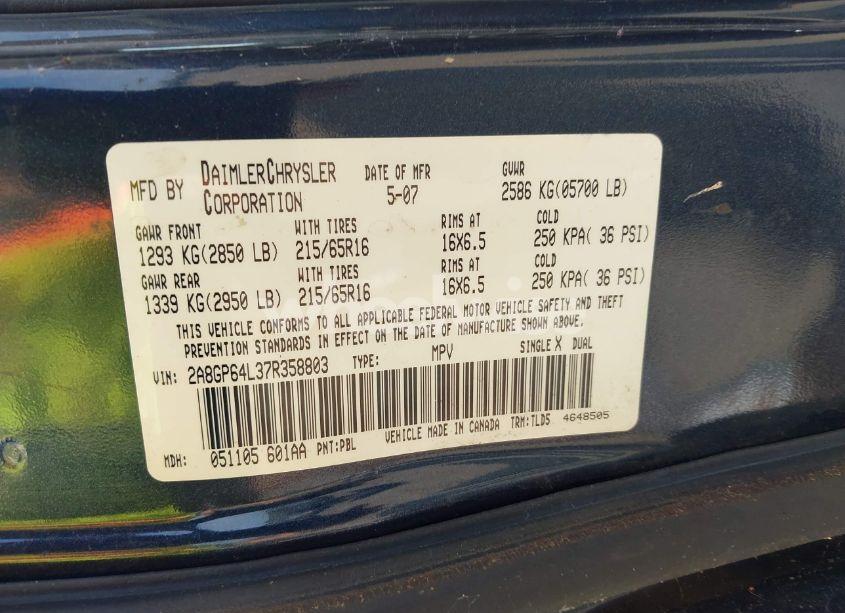 MFD BY DAIMLERCHRYSLER CORPORATION DATE OF MFR 5-07 GVWR 2586 KG(05700 LB)
GAWR FRONT WITH TIRES RIMS AT COLD
1293 KG(2850 LB) 215/65R16 16X6.5 250 KPA( 36 PSI)
GAWR REAR WITH TIRES RIMS AT COLD
1339 KG(2950 LB) 215/65R16 16X6.5 250 KPA( 36 PSI)
THIS VEHICLE CONFORMS TO ALL APPLICABLE FEDERAL MOTOR VEHICLE SAFETY AND THEFT
PREVENTION STANDARDS IN EFFECT ON THE DATE OF MANUFACTURE SHOWN ABOVE.
VIN: 2A8GP64L37R358803 TYPE: MPV SINGLE X DUAL
MDH: 051105 601AA PNT:PBL VEHICLE MADE IN CANADA TRM:TLD5 4648505